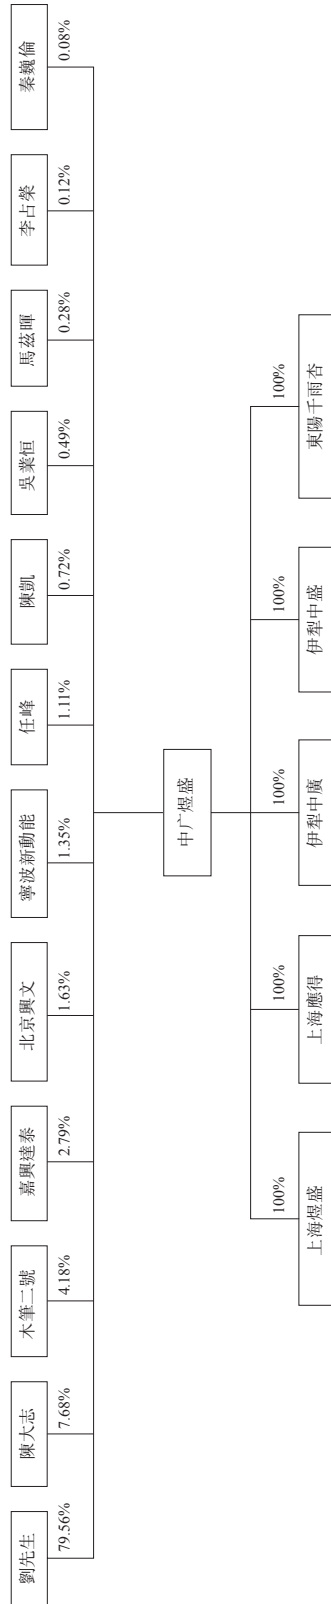 劉先生
陳大志
木筆二號
嘉興達泰
北京興文
寧波新動能
任峰
陳凱
吳業恒
馬茲暉
李占榮
秦巍倫
79.56%
7.68%
4.18%
2.79%
1.63%
1.35%
1.11%
0.72%
0.49%
0.28%
0.12%
0.08%
中广煜盛
100%
100%
100%
100%
100%
上海煜盛
上海應得
伊犁中廣
伊犁中盛
東陽千雨杏